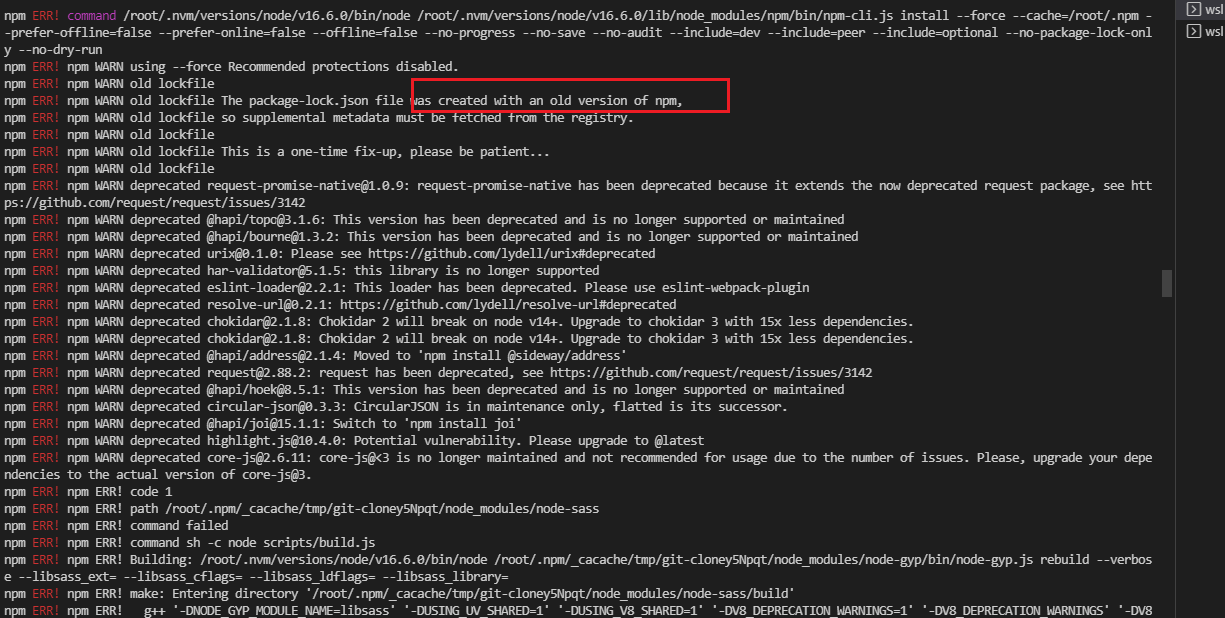 npm ERR! command /root/.nvm/versions/node/v16.6.0/bin/node /root/.nvm/versions/node/v16.6.0/lib/node_modules/npm/bin/npm-cli.js install --force --cache=/root/.npm -
-prefer-offline=false --prefer-online=false --offline=false --no-progress --no-save --no-audit --include=dev --include=peer --include=optional --no-package-lock-onl
y --no-dry-run
npm ERR! npm WARN using --force Recommended protections disabled.
npm ERR! npm WARN old lockfile
npm ERR! npm WARN old lockfile The package-lock.json file was created with an old version of npm,
npm ERR! npm WARN old lockfile so supplemental metadata must be fetched from the registry.
npm ERR! npm WARN old lockfile
npm ERR! npm WARN old lockfile This is a one-time fix-up, please be patient...
npm ERR! npm WARN old lockfile
npm ERR! npm WARN deprecated request-promise-native@1.0.9: request-promise-native has been deprecated because it extends the now deprecated request package, see htt
ps://github.com/request/request/issues/3142
npm ERR! npm WARN deprecated @hapi/topo@3.1.6: This version has been deprecated and is no longer supported or maintained
npm ERR! npm WARN deprecated @hapi/bourne@1.3.2: This version has been deprecated and is no longer supported or maintained
npm ERR! npm WARN deprecated urix@0.1.0: Please see https://github.com/lydell/urix#deprecated
npm ERR! npm WARN deprecated har-validator@5.1.5: this library is no longer supported
npm ERR! npm WARN deprecated eslint-loader@2.2.1: This loader has been deprecated. Please use eslint-webpack-plugin
npm ERR! npm WARN deprecated resolve-url@0.2.1: https://github.com/lydell/resolve-url#deprecated
npm ERR! npm WARN deprecated chokidar@2.1.8: Chokidar 2 will break on node v14+. Upgrade to chokidar 3 with 15x less dependencies.
npm ERR! npm WARN deprecated chokidar@2.1.8: Chokidar 2 will break on node v14+. Upgrade to chokidar 3 with 15x less dependencies.
npm ERR! npm WARN deprecated @hapi/address@2.1.4: Moved to 'npm install @sideway/address'
npm ERR! npm WARN deprecated request@2.88.2: request has been deprecated, see https://github.com/request/request/issues/3142
npm ERR! npm WARN deprecated @hapi/hoek@8.5.1: This version has been deprecated and is no longer supported or maintained
npm ERR! npm WARN deprecated circular-json@0.3.3: CircularJSON is in maintenance only, flatted is its successor.
npm ERR! npm WARN deprecated @hapi/joi@15.1.1: Switch to 'npm install joi'
npm ERR! npm WARN deprecated highlight.js@10.4.0: Potential vulnerability. Please upgrade to @latest
npm ERR! npm WARN deprecated core-js@2.6.11: core-js@<3 is no longer maintained and not recommended for usage due to the number of issues. Please, upgrade your depe
ndencies to the actual version of core-js@3.
npm ERR! npm ERR! code 1
npm ERR! npm ERR! path /root/.npm/_cacache/tmp/git-cloney5Npqt/node_modules/node-sass
npm ERR! npm ERR! command failed
npm ERR! npm ERR! command sh -c node scripts/build.js
npm ERR! npm ERR! Building: /root/.nvm/versions/node/v16.6.0/bin/node /root/.npm/_cacache/tmp/git-cloney5Npqt/node_modules/node-gyp/bin/node-gyp.js rebuild --verbos
e --libsass_ext= --libsass_cflags= --libsass_ldflags= --libsass_library=
npm ERR! npm ERR! make: Entering directory '/root/.npm/_cacache/tmp/git-cloney5Npqt/node_modules/node-sass/build'
npm ERR! npm ERR!   g++ '-DNODE_GYP_MODULE_NAME=libsass' '-DUSING_UV_SHARED=1' '-DUSING_V8_SHARED=1' '-DV8_DEPRECATION_WARNINGS=1' '-DV8_DEPRECATION_WARNINGS' '-DV8
wsl
wsl